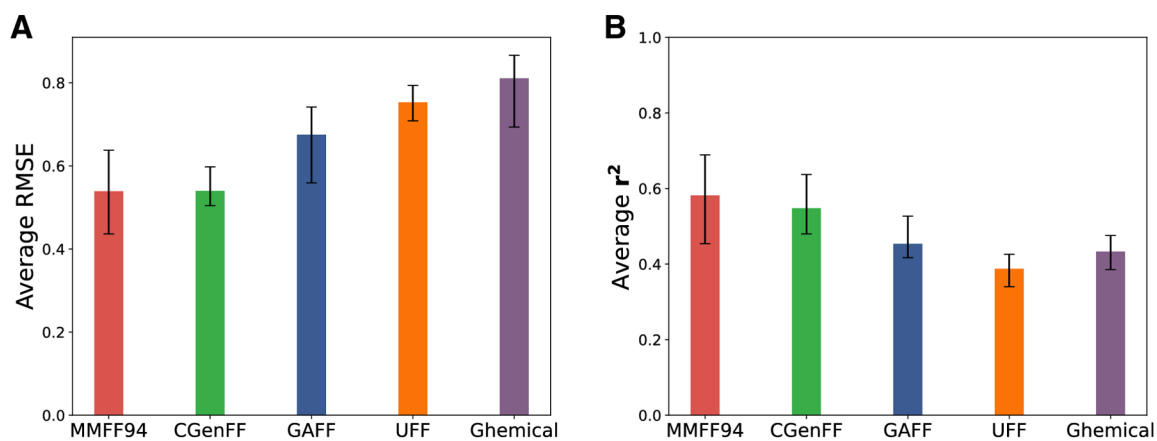 A
Average RMSE
0.8
0.6
0.4
0.2
0.0
MMFF94 CGenFF GAFF UFF Ghemical
B
Average r²
1.0
0.8
0.6
0.4
0.2
0.0
MMFF94 CGenFF GAFF UFF Ghemical